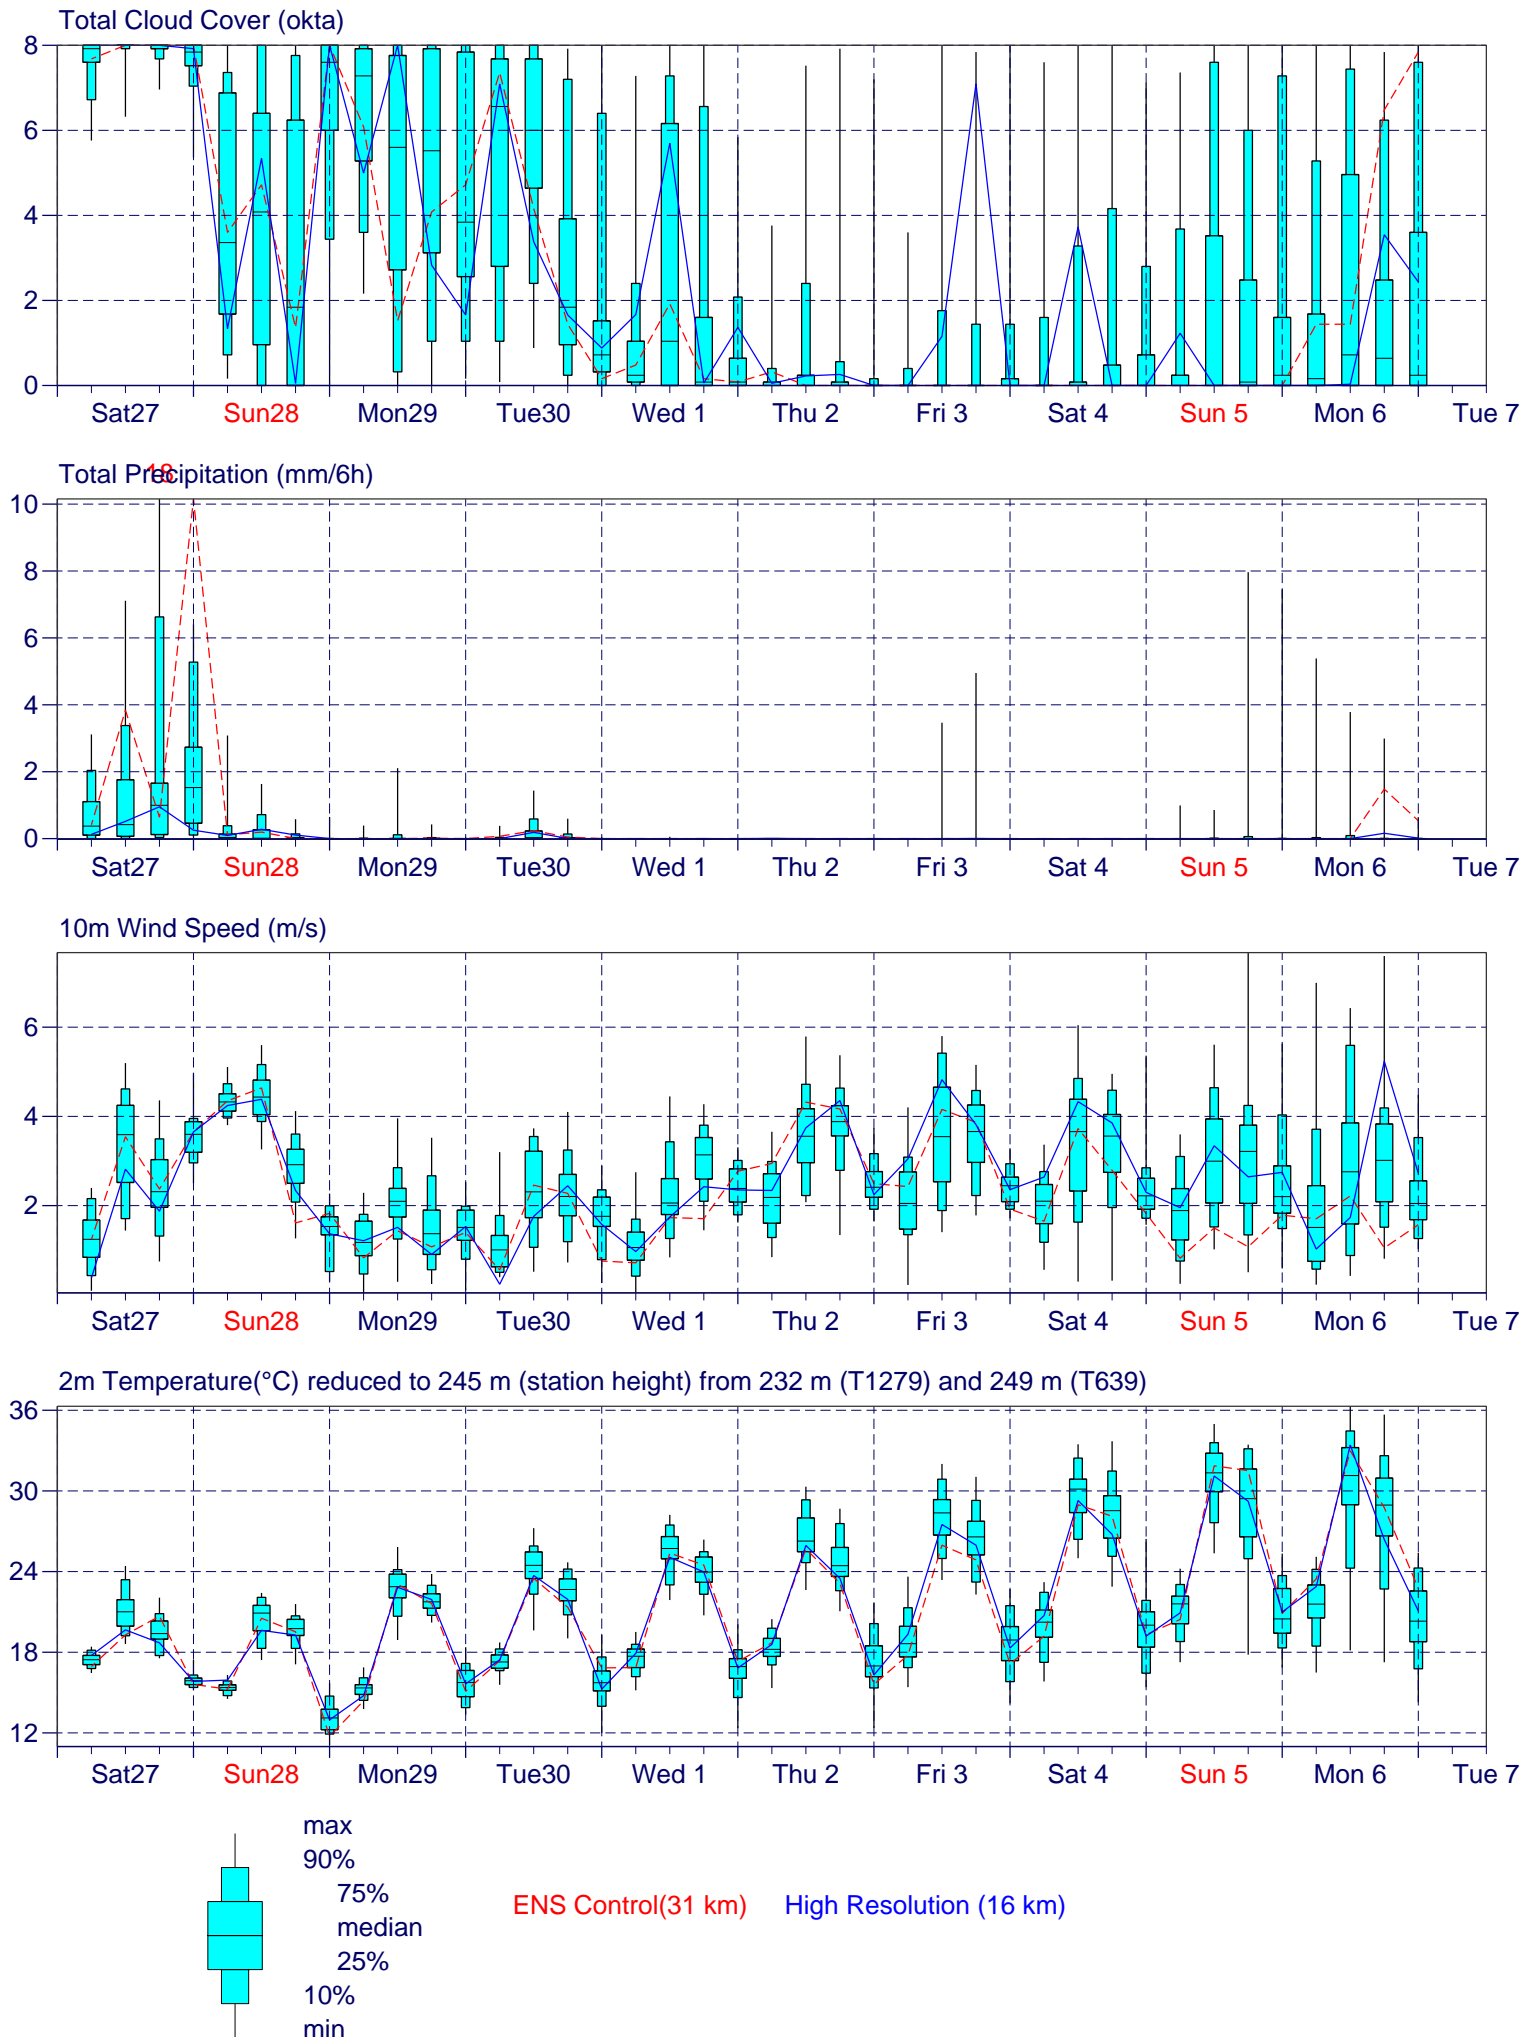 Total Cloud Cover (okta)
8
6
4
2
0
Sat27 Sun28 Mon29 Tue30 Wed 1 Thu 2 Fri 3 Sat 4 Sun 5 Mon 6 Tue 7
Total Precipitation (mm/6h)
18
10
8
6
4
2
0
Sat27 Sun28 Mon29 Tue30 Wed 1 Thu 2 Fri 3 Sat 4 Sun 5 Mon 6 Tue 7
10m Wind Speed (m/s)
6
4
2
Sat27 Sun28 Mon29 Tue30 Wed 1 Thu 2 Fri 3 Sat 4 Sun 5 Mon 6 Tue 7
2m Temperature(°C) reduced to 245 m (station height) from 232 m (T1279) and 249 m (T639)
36
30
24
18
12
Sat27 Sun28 Mon29 Tue30 Wed 1 Thu 2 Fri 3 Sat 4 Sun 5 Mon 6 Tue 7
max
90%
75%
median
25%
10%
min
ENS Control(31 km) High Resolution (16 km)